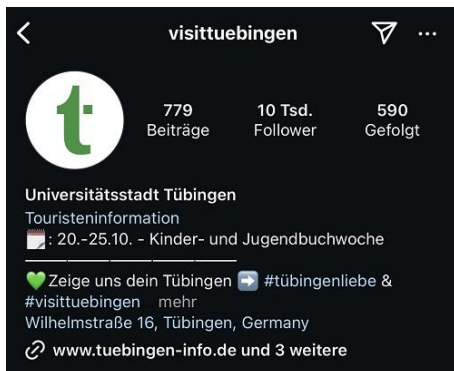 visittuebingen
t
779 10 Tsd. 590
Beiträge Follower Gefolgt
Universitätsstadt Tübingen
Touristeninformation
🗒️: 20.-25.10. - Kinder- und Jugendbuchwoche
💚Zeige uns dein Tübingen ➡️ #tübingenliebe &
#visittuebingen mehr
Wilhelmstraße 16, Tübingen, Germany
www.tuebingen-info.de und 3 weitere